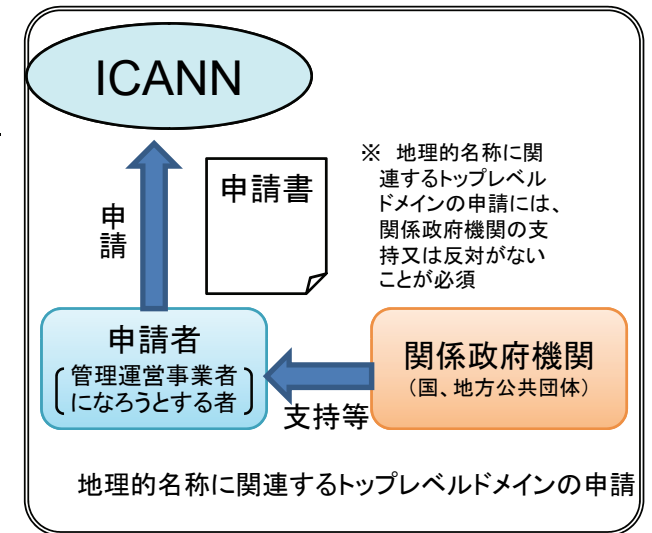 ICANN
申請書
※ 地理的名称に関
連するトップレベル
ドメインの申請には、
関係政府機関の支
持又は反対がない
ことが必須
申
請
申請者
管理運営事業者
になろうとする者
関係政府機関
（国、地方公共団体）
支持等
地理的名称に関連するトップレベルドメインの申請